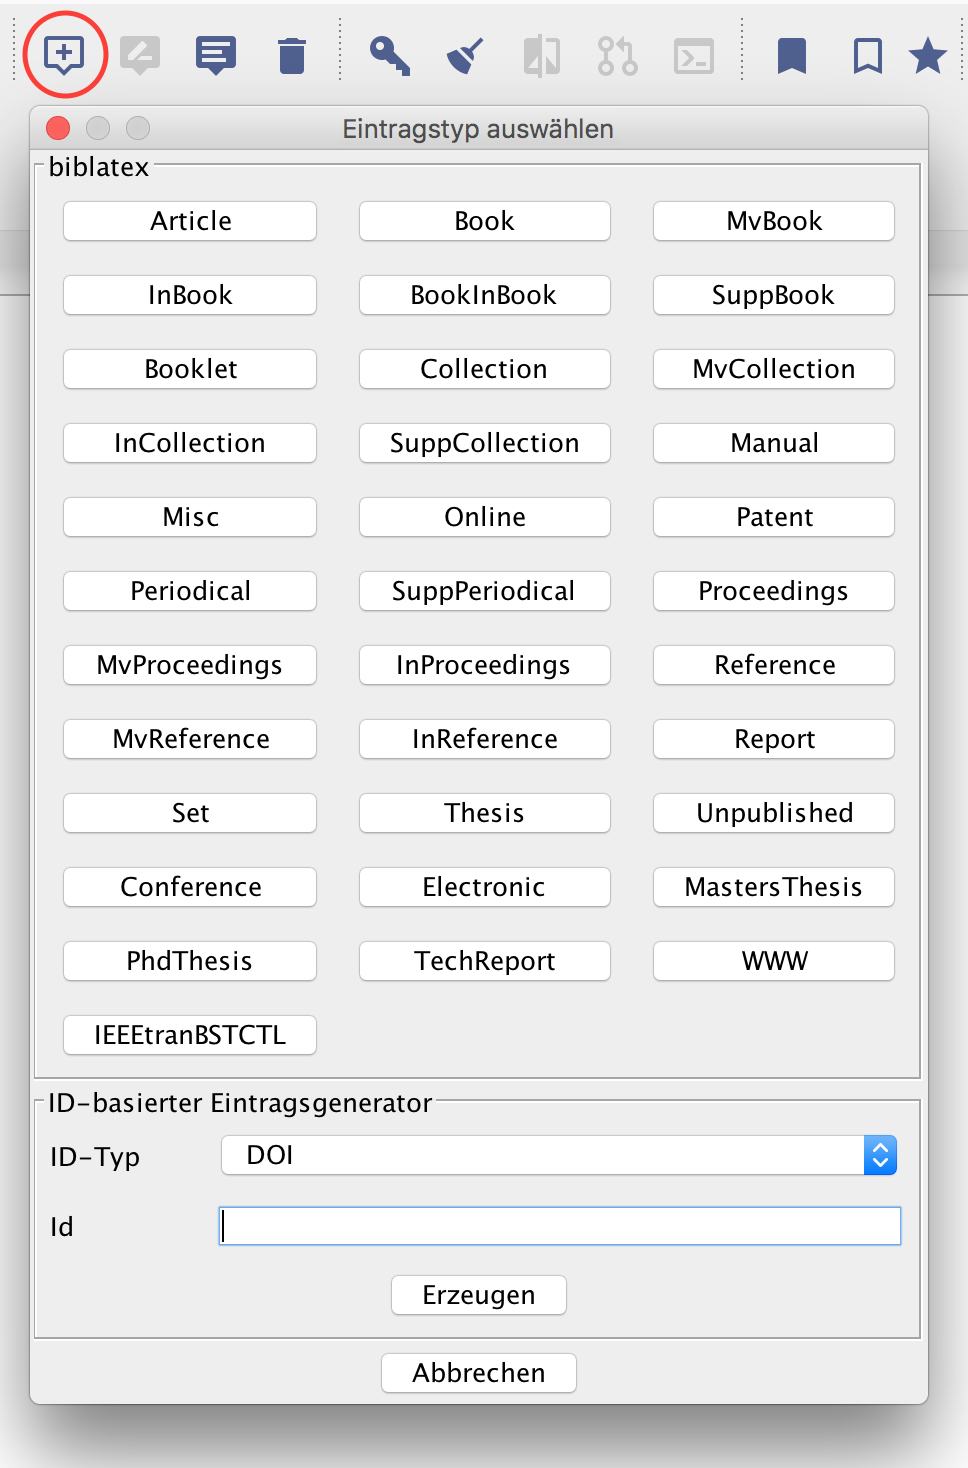 Eintragstyp auswählen
biblatex
Article Book MvBook
InBook BookInBook SuppBook
Booklet Collection MvCollection
InCollection SuppCollection Manual
Misc Online Patent
Periodical SuppPeriodical Proceedings
MvProceedings InProceedings Reference
MvReference InReference Report
Set Thesis Unpublished
Conference Electronic MastersThesis
PhdThesis TechReport WWW
IEEEtranBSTCTL
ID-basierter Eintragsgenerator
ID-Typ DOI
Id
Erzeugen
Abbrechen